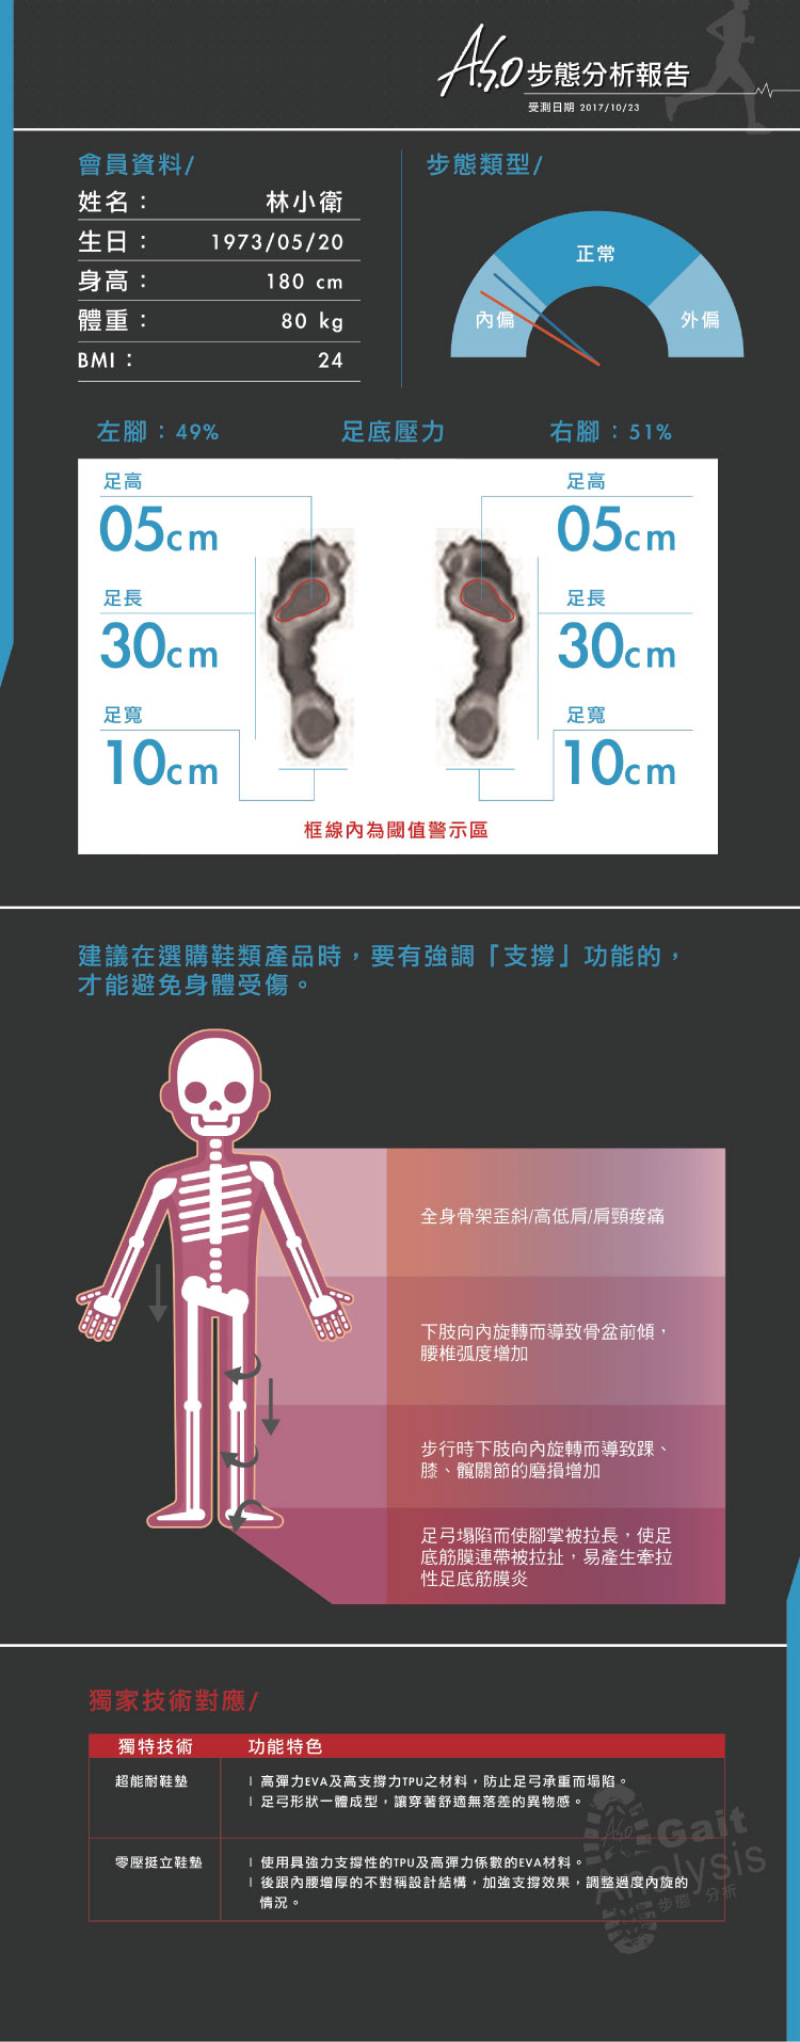 A.S.O 步態分析報告
受測日期 2017/10/23
會員資料/
姓名： 林小衛
生日： 1973/05/20
身高： 180 cm
體重： 80 kg
BMI： 24
步態類型/
正常
內偏
外偏
左腳：49% 足底壓力 右腳：51%
足高
05cm
足長
30cm
足寬
10cm
足高
05cm
足長
30cm
足寬
10cm
框線內為閾值警示區
建議在選購鞋類產品時，要有強調「支撐」功能的，
才能避免身體受傷。
全身骨架歪斜/高低肩/肩頸痠痛
下肢向內旋轉而導致骨盆前傾，
腰椎弧度增加
步行時下肢向內旋轉而導致踝、
膝、髖關節的磨損增加
足弓塌陷而使腳掌被拉長，使足
底筋膜連帶被拉扯，易產生牽拉
性足底筋膜炎
獨家技術對應/
獨特技術 功能特色
超能耐鞋墊
| 高彈力EVA及高支撐力TPU之材料，防止足弓承重而塌陷。
| 足弓形狀一體成型，讓穿著舒適無落差的異物感。
零壓挺立鞋墊
| 使用具強力支撐性的TPU及高彈力係數的EVA材料。
| 後跟內腰增厚的不對稱設計結構，加強支撐效果，調整過度內旋的
情況。
A.S.O Gait
Analysis
步態 分析